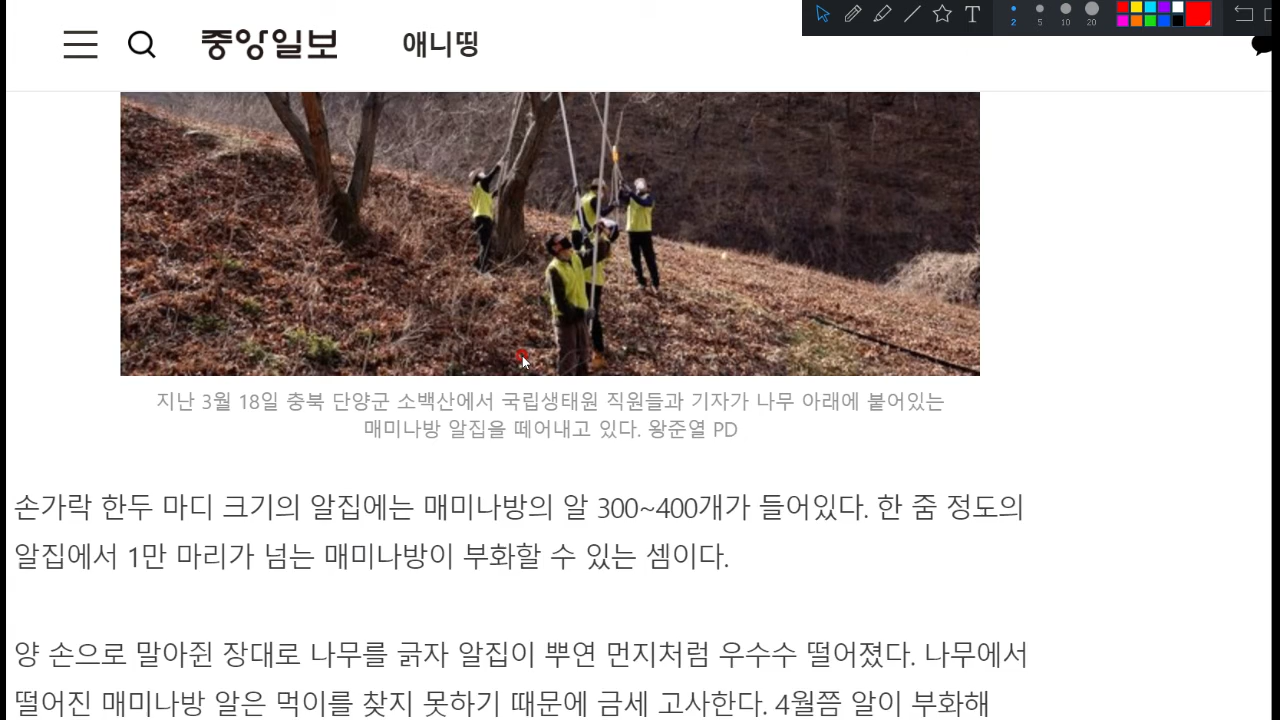 중앙일보 애니띵
2 5 10 20
지난 3월 18일 충북 단양군 소백산에서 국립생태원 직원들과 기자가 나무 아래에 붙어있는
매미나방 알집을 떼어내고 있다. 왕준열 PD
손가락 한두 마디 크기의 알집에는 매미나방의 알 300~400개가 들어있다. 한 줌 정도의
알집에서 1만 마리가 넘는 매미나방이 부화할 수 있는 셈이다.
양 손으로 말아쥔 장대로 나무를 긁자 알집이 뿌연 먼지처럼 우수수 떨어졌다. 나무에서
떨어진 매미나방 알은 먹이를 찾지 못하기 때문에 금세 고사한다. 4월쯤 알이 부화해